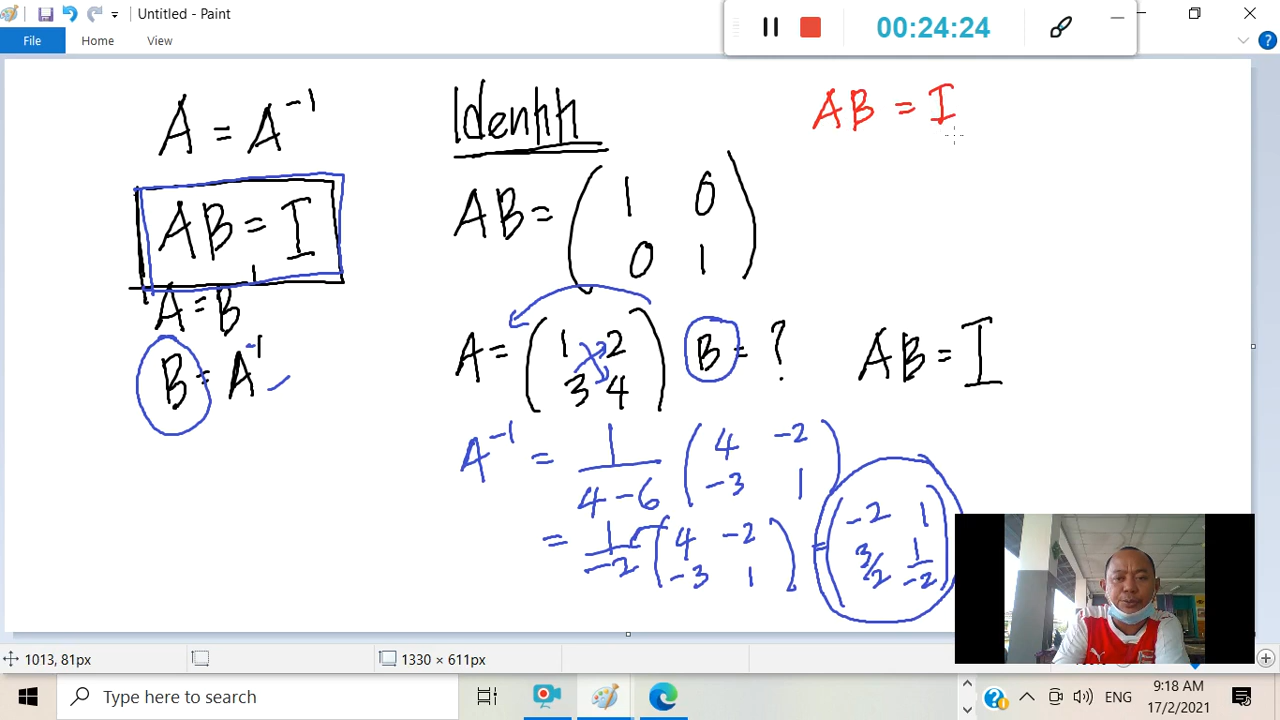 Untitled - Paint
00:24:24
File Home View
A = A⁻¹
AB = I
A = B⁻¹
B = A⁻¹
Identiti
AB = ( 1 0
0 1 )
AB = I
A = ( 1 2
3 4 ) B = ? AB = I
A⁻¹ = 1/(4-6) ( 4 -2
-3 1 )
= 1/-2 ( 4 -2
-3 1 ) = ( -2 1
3/2 1/-2 )
1013, 81px 1330 × 611px
Type here to search
ENG
9:18 AM
17/2/2021